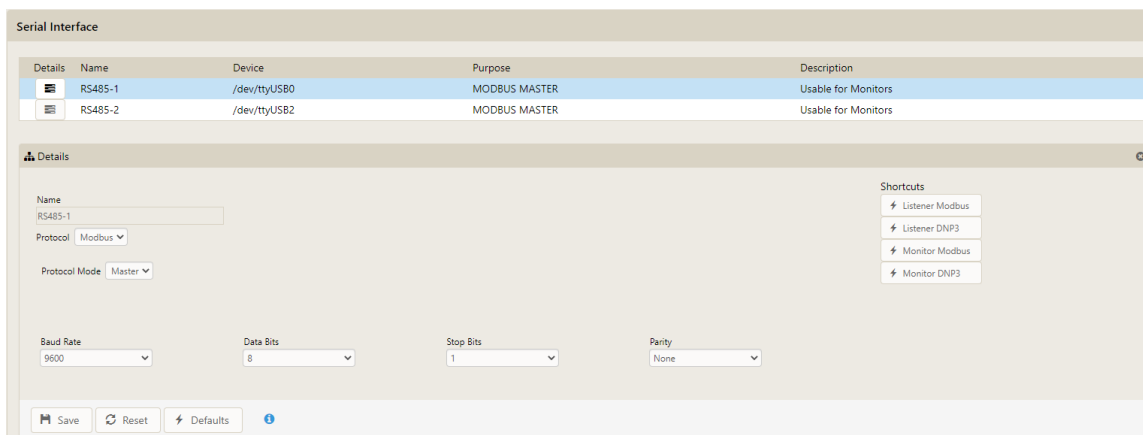 Serial Interface
Details Name Device Purpose Description
RS485-1 /dev/ttyUSB0 MODBUS MASTER Usable for Monitors
RS485-2 /dev/ttyUSB2 MODBUS MASTER Usable for Monitors
Details
Shortcuts
Name
RS485-1
Listener Modbus
Protocol Modbus
Listener DNP3
Monitor Modbus
Protocol Mode Master
Monitor DNP3
Baud Rate Data Bits Stop Bits Parity
9600 8 1 None
Save Reset Defaults